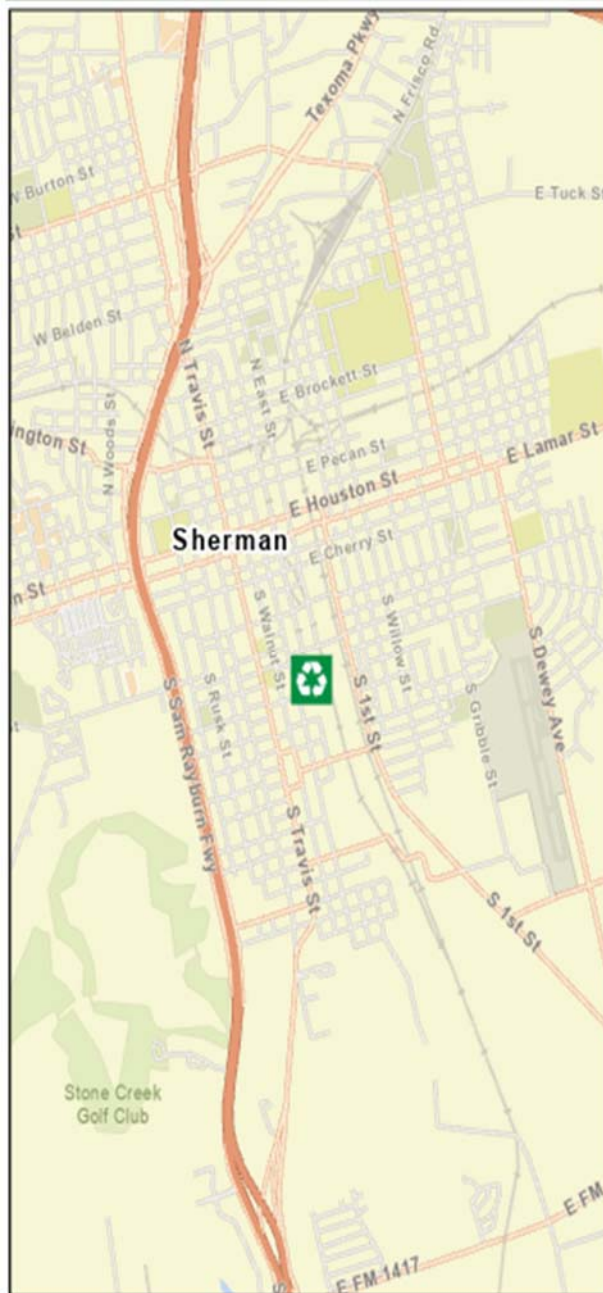 Texoma Pkwy
N Frisco Rd
W Burton St
E Tuck St
St
W Belden St
N Travis St
N East St
E Brockett St
N Woods St
ington St
E Pecan St
E Lamar St
E Houston St
Sherman
E Cherry St
n St
S Walnut St
S Willow St
S Dewey Ave
S 1st St
S Rusk St
S Gribble St
S Sam Rayburn Fwy
S Travis St
S 1st St
Stone Creek
Golf Club
E FM
E FM 1417
S